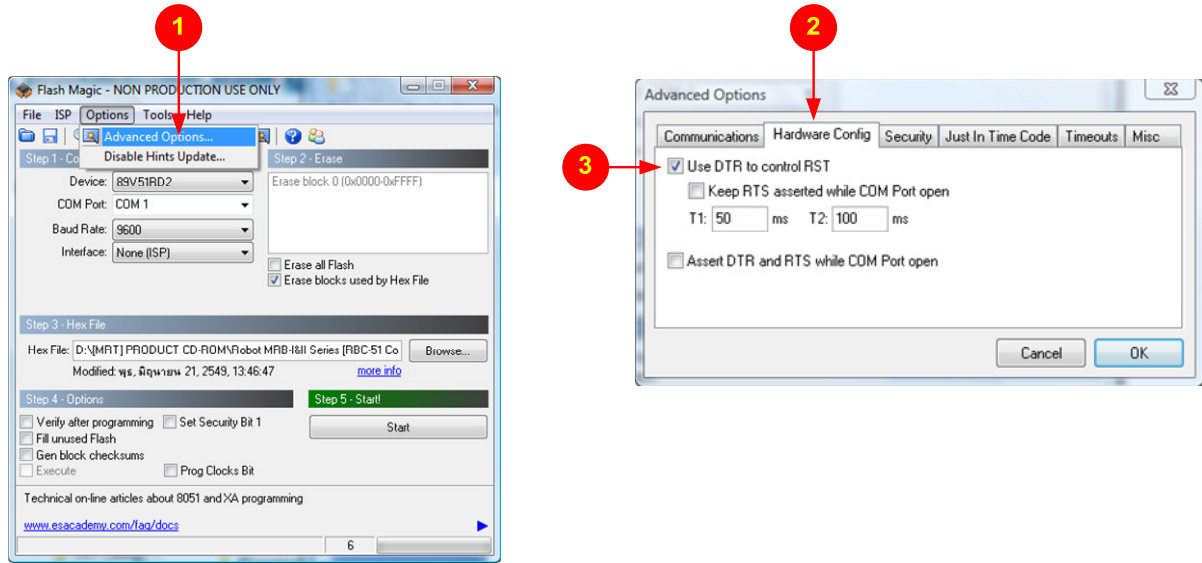 1
2
3
Flash Magic - NON PRODUCTION USE ONLY
File ISP Options Tools Help
Advanced Options...
Disable Hints Update...
Step 1 - Co
Step 2 - Erase
Device: 89V51RD2
COM Port: COM 1
Baud Rate: 9600
Interface: None (ISP)
Erase block 0 (0x0000-0xFFFF)
Erase all Flash
Erase blocks used by Hex File
Step 3 - Hex File
Hex File: D:\[MRT] PRODUCT CD-ROM\Robot MRB-I&II Series [RBC-51 Co
Browse...
Modified: พุธ, มิถุนายน 21, 2549, 13:46:47
more info
Step 4 - Options
Step 5 - Start!
Verify after programming
Set Security Bit 1
Fill unused Flash
Gen block checksums
Execute
Prog Clocks Bit
Start
Technical on-line articles about 8051 and XA programming
www.esacademy.com/faq/docs
6
Advanced Options
Communications Hardware Config Security Just In Time Code Timeouts Misc
Use DTR to control RST
Keep RTS asserted while COM Port open
T1: 50 ms T2: 100 ms
Assert DTR and RTS while COM Port open
Cancel OK